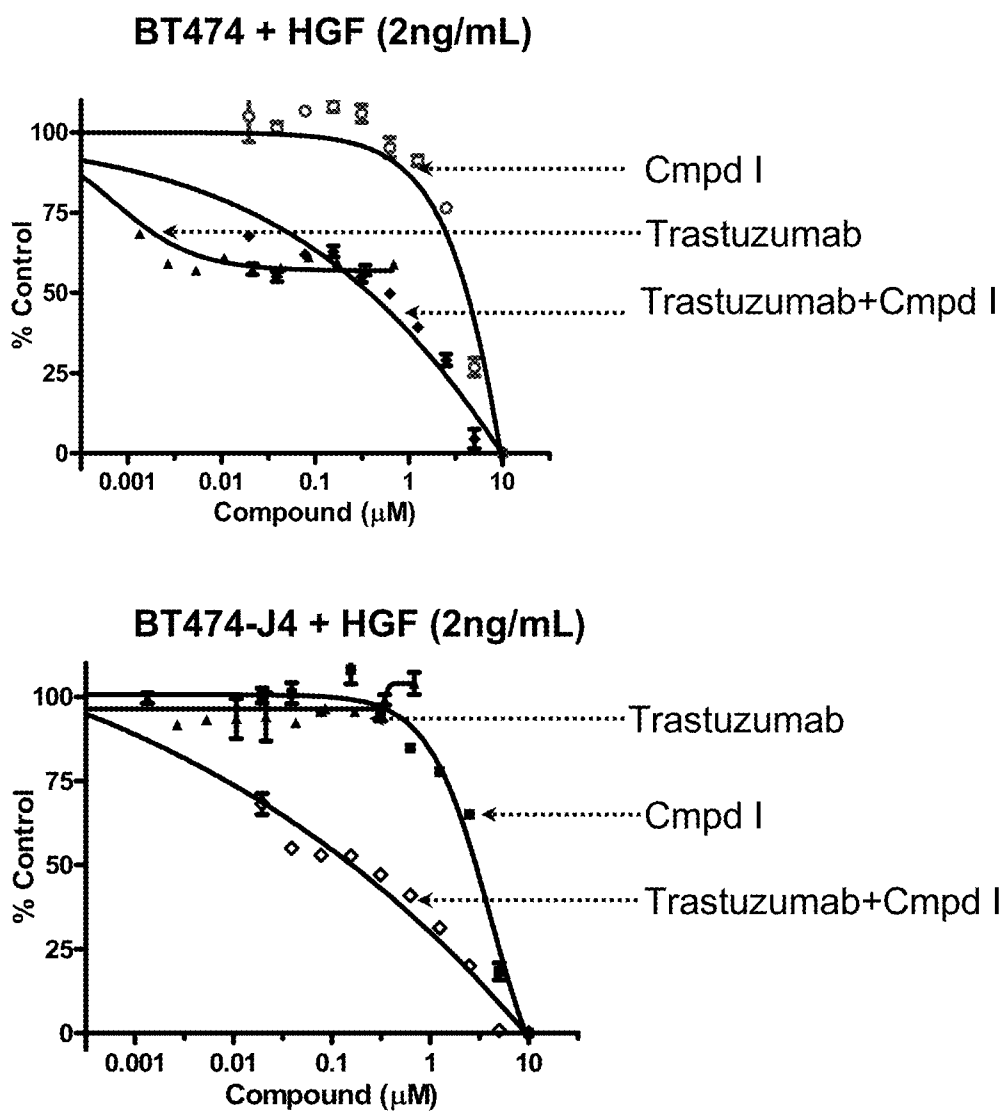 BT474 + HGF (2ng/mL)
100
75
50
25
0
% Control
0.001 0.01 0.1 1 10
Compound (μM)
Cmpd I
Trastuzumab
Trastuzumab+Cmpd I
BT474-J4 + HGF (2ng/mL)
100
75
50
25
0
% Control
0.001 0.01 0.1 1 10
Compound (μM)
Trastuzumab
Cmpd I
Trastuzumab+Cmpd I